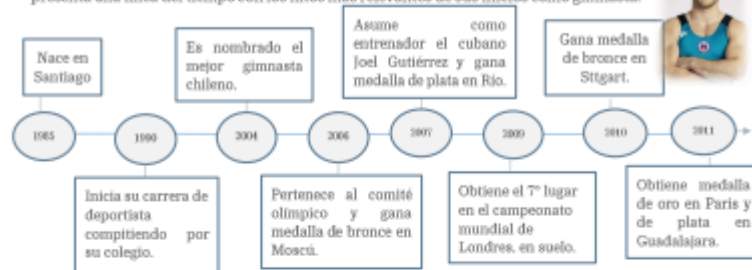 presenta una línea del tiempo con los hitos más relevantes de sus inicios como gimnasta.
Nace en
Santiago
Es nombrado el
mejor gimnasta
chileno.
Asume como
entrenador el cubano
Joel Gutiérrez y gana
medalla de plata en Río.
Gana medalla
de bronce en
Sttgart.
1985
1990
2004
2006
2007
2009
2010
2011
Inicia su carrera de
deportista
compitiendo por
su colegio.
Pertenece al comité
olímpico y gana
medalla de bronce en
Moscú.
Obtiene el 7° lugar
en el campeonato
mundial de
Londres, en suelo.
Obtiene medalla
de oro en París y
de plata en
Guadalajara.